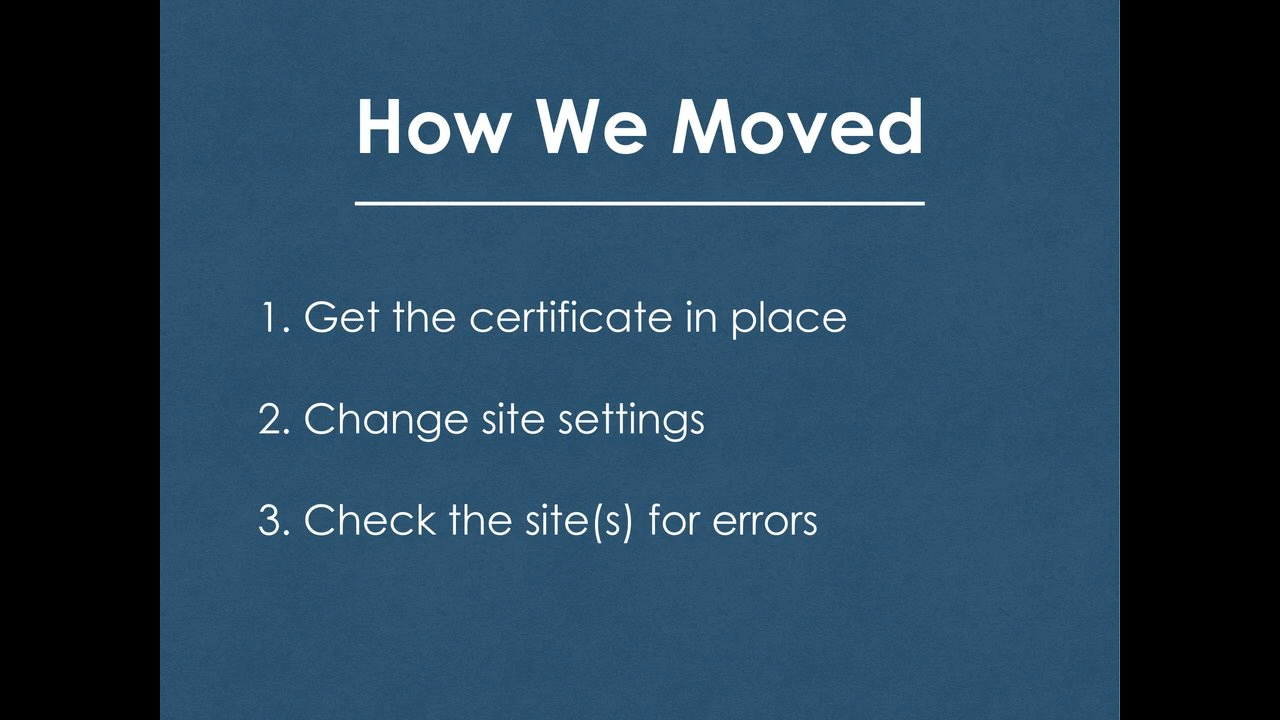 How We Moved
1. Get the certificate in place
2. Change site settings
3. Check the site(s) for errors